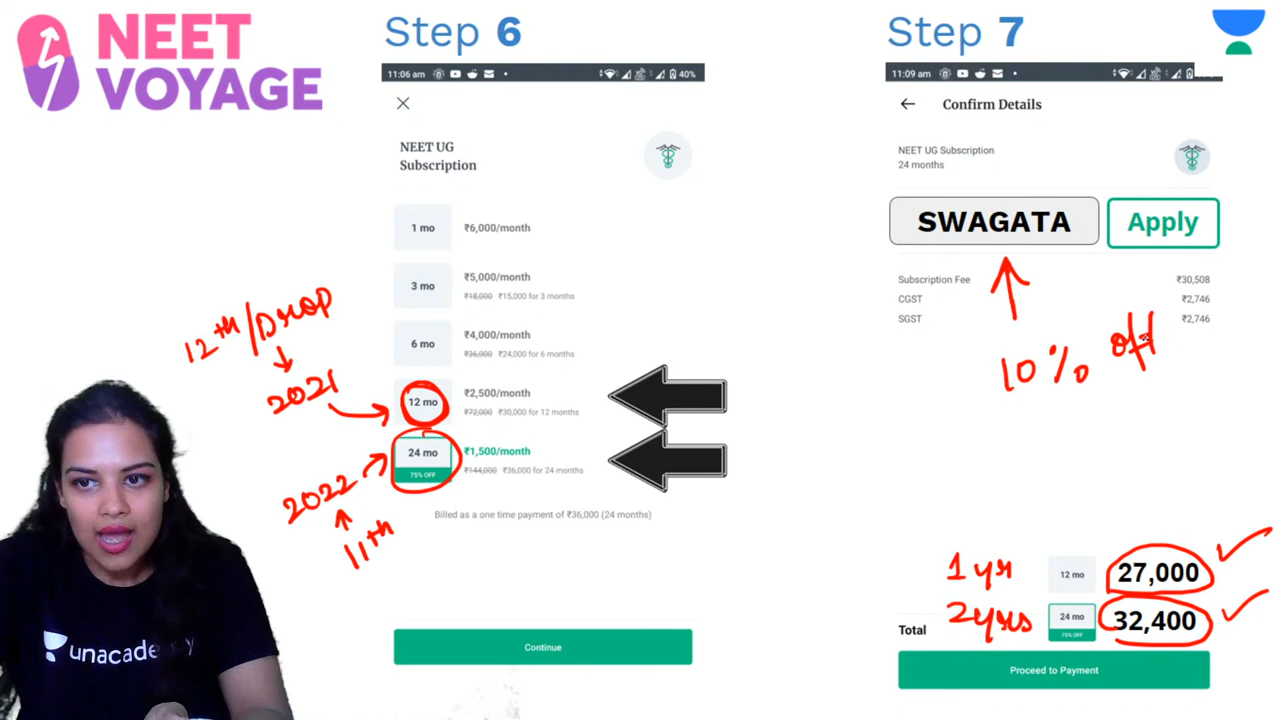 NEET
VOYAGE
Step 6
11:06 am
40%
NEET UG
Subscription
1 mo ₹6,000/month
3 mo ₹5,000/month
₹18,000 ₹15,000 for 3 months
6 mo ₹4,000/month
₹36,000 ₹24,000 for 6 months
12 mo ₹2,500/month
₹72,000 ₹30,000 for 12 months
24 mo ₹1,500/month
75% OFF ₹144,000 ₹36,000 for 24 months
Billed as a one time payment of ₹36,000 (24 months)
Continue
12th/Drop
2021
2022
11th
unacademy
Step 7
11:09 am
Confirm Details
NEET UG Subscription
24 months
SWAGATA Apply
Subscription Fee ₹30,508
CGST ₹2,746
SGST ₹2,746
10% off
1 yr 12 mo 27,000
2 yrs 24 mo 32,400
75% OFF
Total
Proceed to Payment